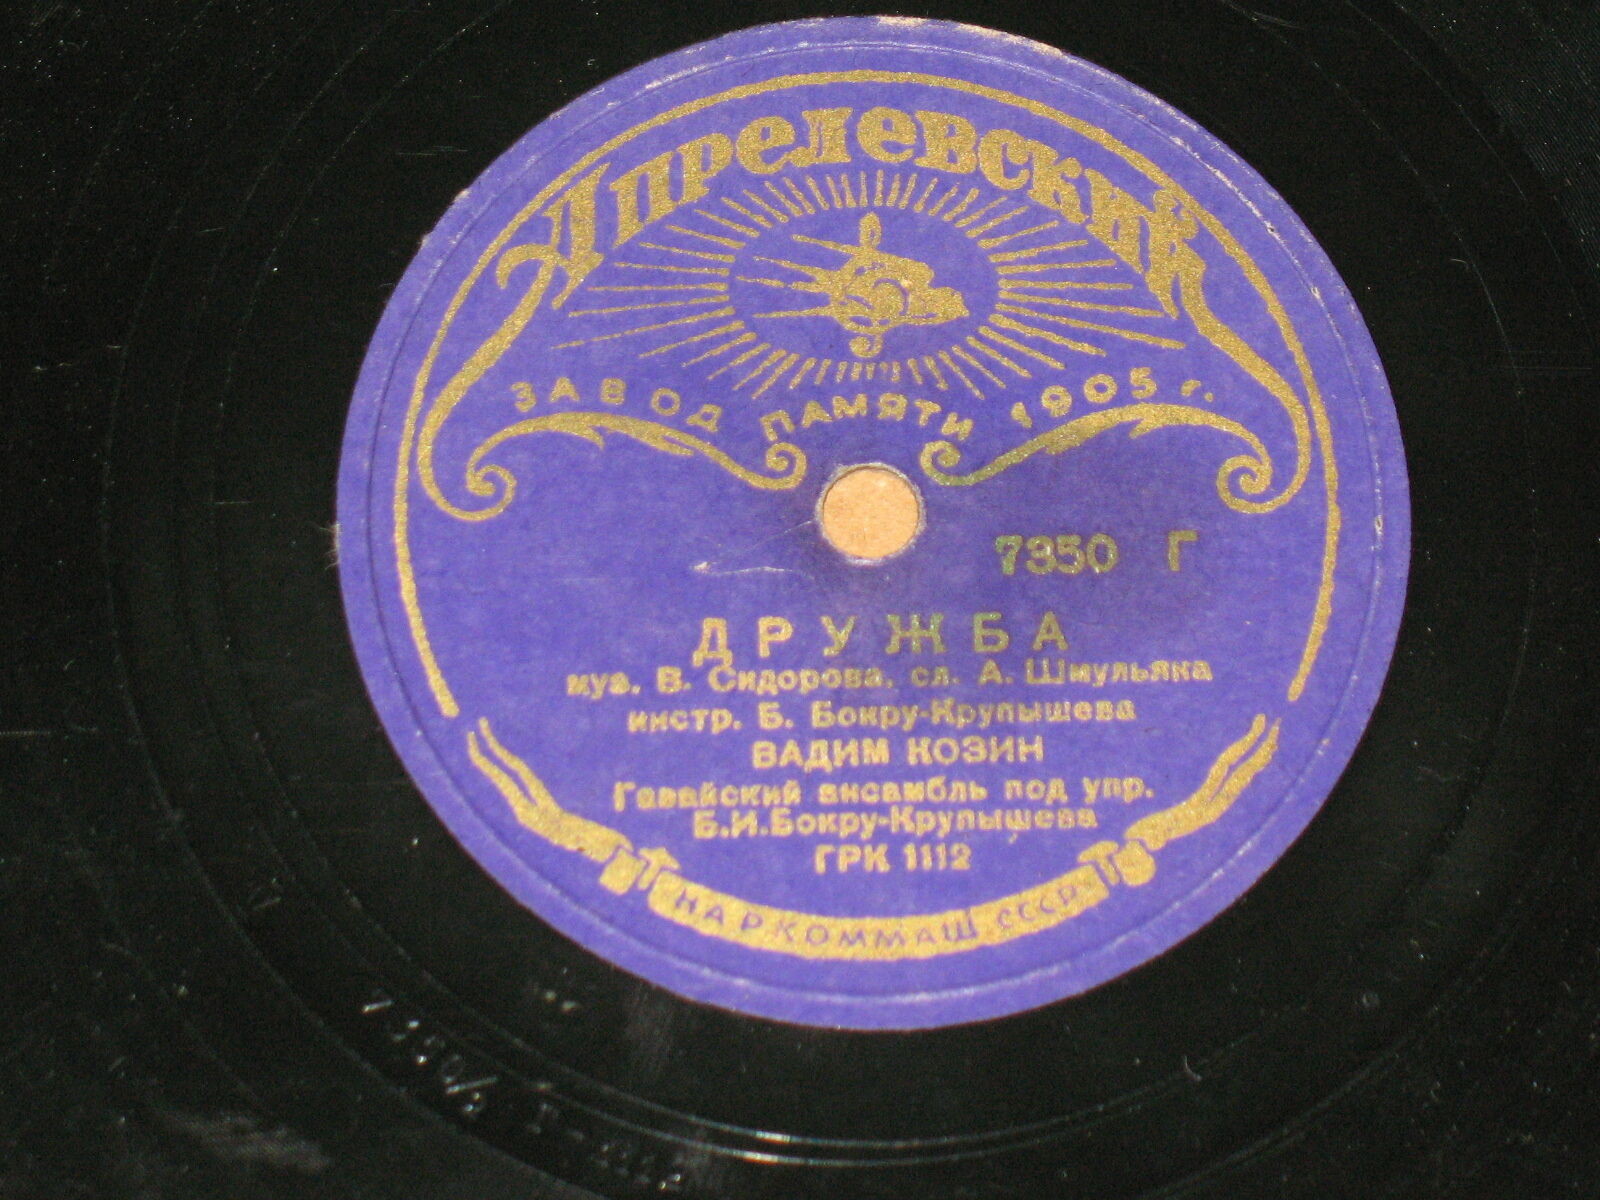 Апрелевский
ЗАВОД ПАМЯТИ 1905 г.
7350 Г
ДРУЖБА
муз. В. Сидорова, сл. А. Шмульяна
инстр. Б. Бокру-Крупышева
ВАДИМ КОЗИН
Гавайский ансамбль под упр.
Б.И.Бокру-Крупышева
ГРК 1112
НАРКОММАШ СССР